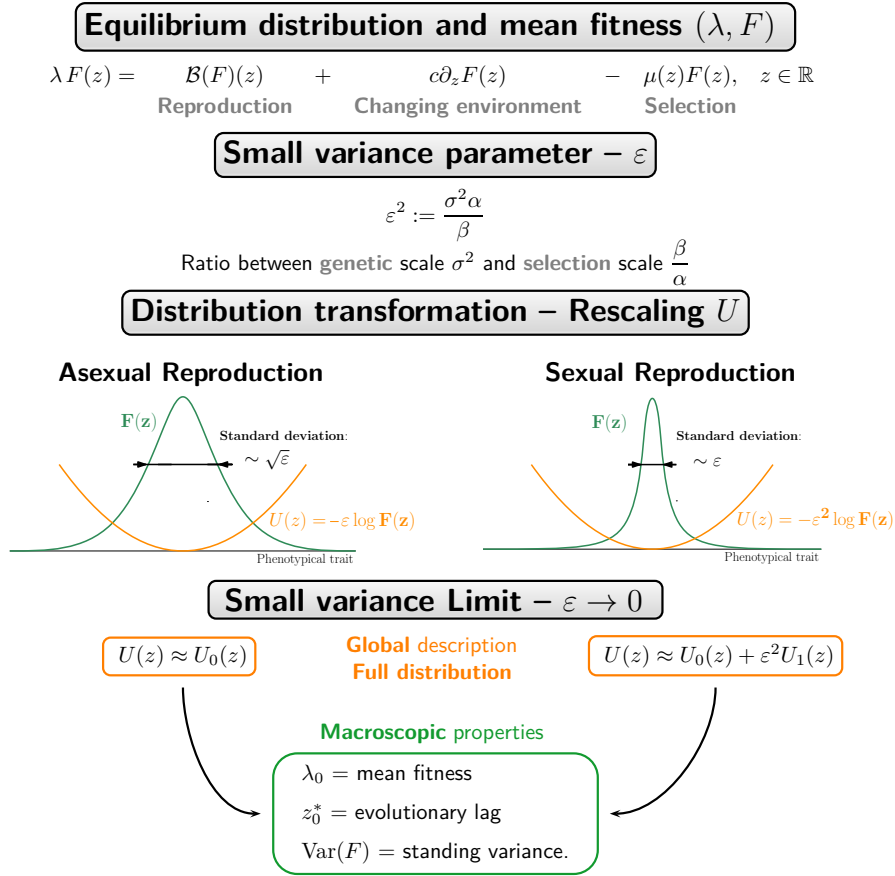 Equilibrium distribution and mean fitness (λ, F)
λ F(z) = B(F)(z) + c∂_z F(z) − μ(z)F(z), z ∈ ℝ
Reproduction Changing environment Selection
Small variance parameter – ε
ε² := σ²α / β
Ratio between genetic scale σ² and selection scale β/α
Distribution transformation – Rescaling U
Asexual Reproduction
F(z)
Standard deviation:
∼ √ε
U(z) = −ε log F(z)
Phenotypical trait
Sexual Reproduction
F(z)
Standard deviation:
∼ ε
U(z) = −ε² log F(z)
Phenotypical trait
Small variance Limit – ε → 0
U(z) ≈ U₀(z)
Global description
Full distribution
U(z) ≈ U₀(z) + ε²U₁(z)
Macroscopic properties
λ₀ = mean fitness
z₀* = evolutionary lag
Var(F) = standing variance.